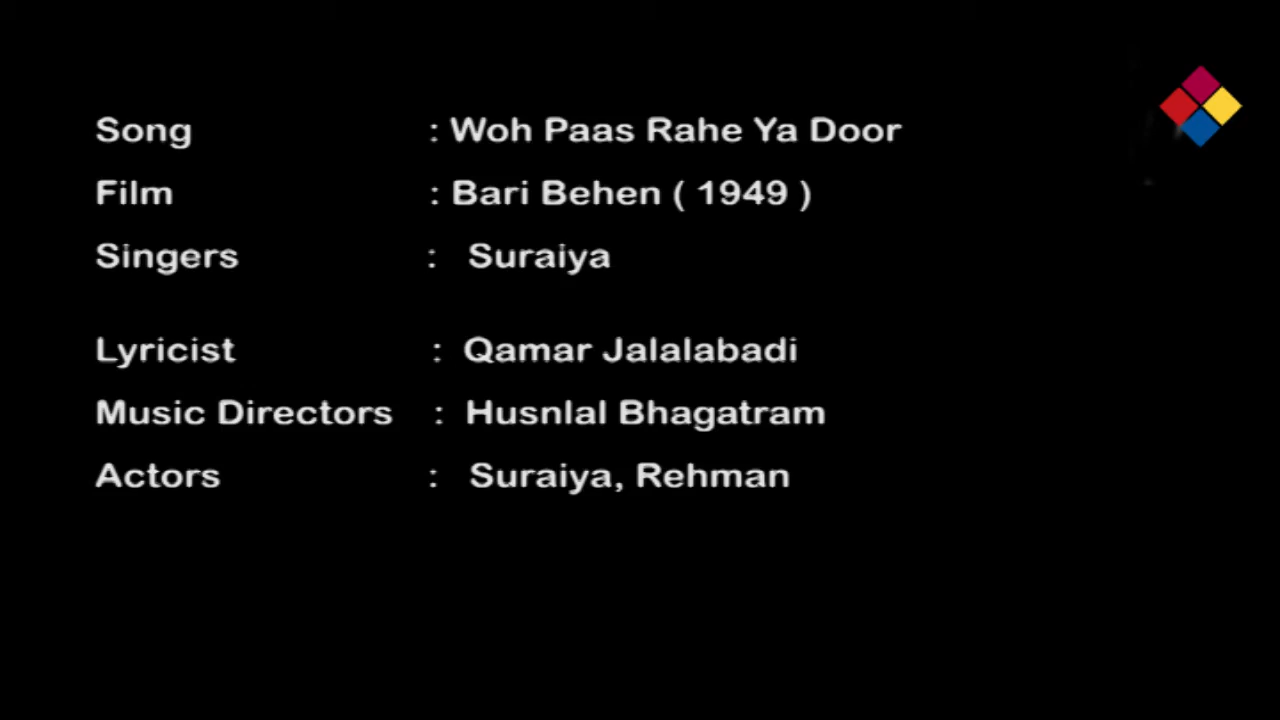 Song : Woh Paas Rahe Ya Door
Film : Bari Behen ( 1949 )
Singers : Suraiya
Lyricist : Qamar Jalalabadi
Music Directors : Husnlal Bhagatram
Actors : Suraiya, Rehman